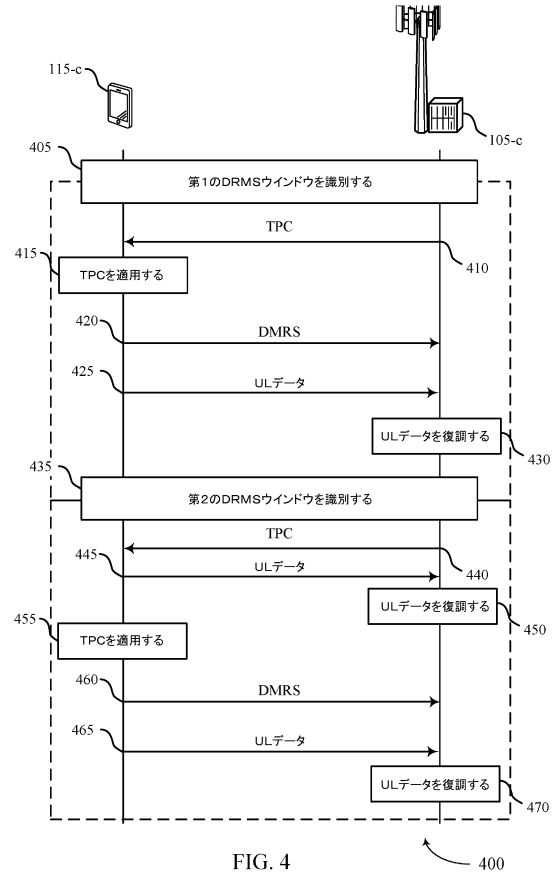 115-c
105-c
405
第1のDRMSウインドウを識別する
TPC
410
415
TPCを適用する
420
DMRS
425
ULデータ
ULデータを復調する
430
435
第2のDRMSウインドウを識別する
TPC
440
445
ULデータ
ULデータを復調する
450
455
TPCを適用する
460
DMRS
465
ULデータ
ULデータを復調する
470
400
FIG. 4